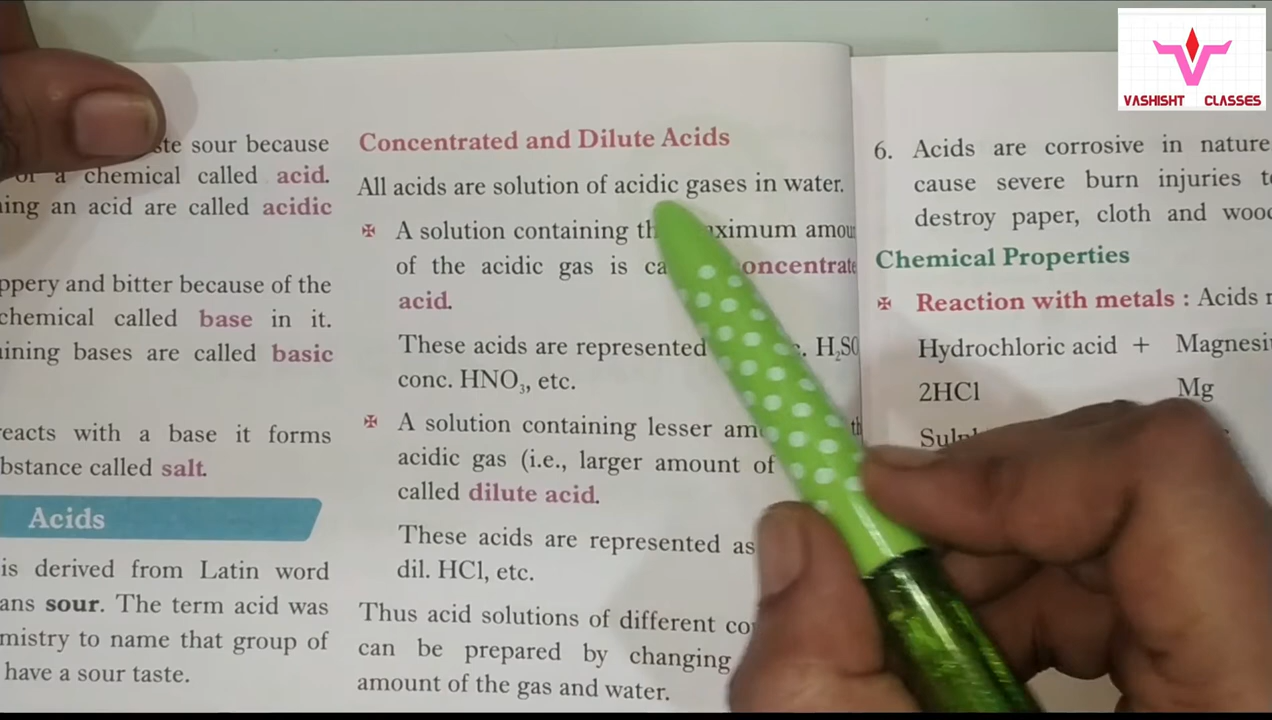 ste sour because
of a chemical called acid.
ning an acid are called acidic
ppery and bitter because of the
chemical called base in it.
ining bases are called basic
reacts with a base it forms
bstance called salt.
Acids
is derived from Latin word
ans sour. The term acid was
mistry to name that group of
have a sour taste.
Concentrated and Dilute Acids
All acids are solution of acidic gases in water.
✠ A solution containing th aximum amou
of the acidic gas is ca oncentrate
acid.
These acids are represented c. H₂SO
conc. HNO₃, etc.
✠ A solution containing lesser am th
acidic gas (i.e., larger amount of
called dilute acid.
These acids are represented as
dil. HCl, etc.
Thus acid solutions of different co
can be prepared by changing
amount of the gas and water.
6. Acids are corrosive in nature
cause severe burn injuries to
destroy paper, cloth and wood
Chemical Properties
✠ Reaction with metals : Acids r
Hydrochloric acid + Magnesi
2HCl Mg
Sulph
VASHISHT CLASSES